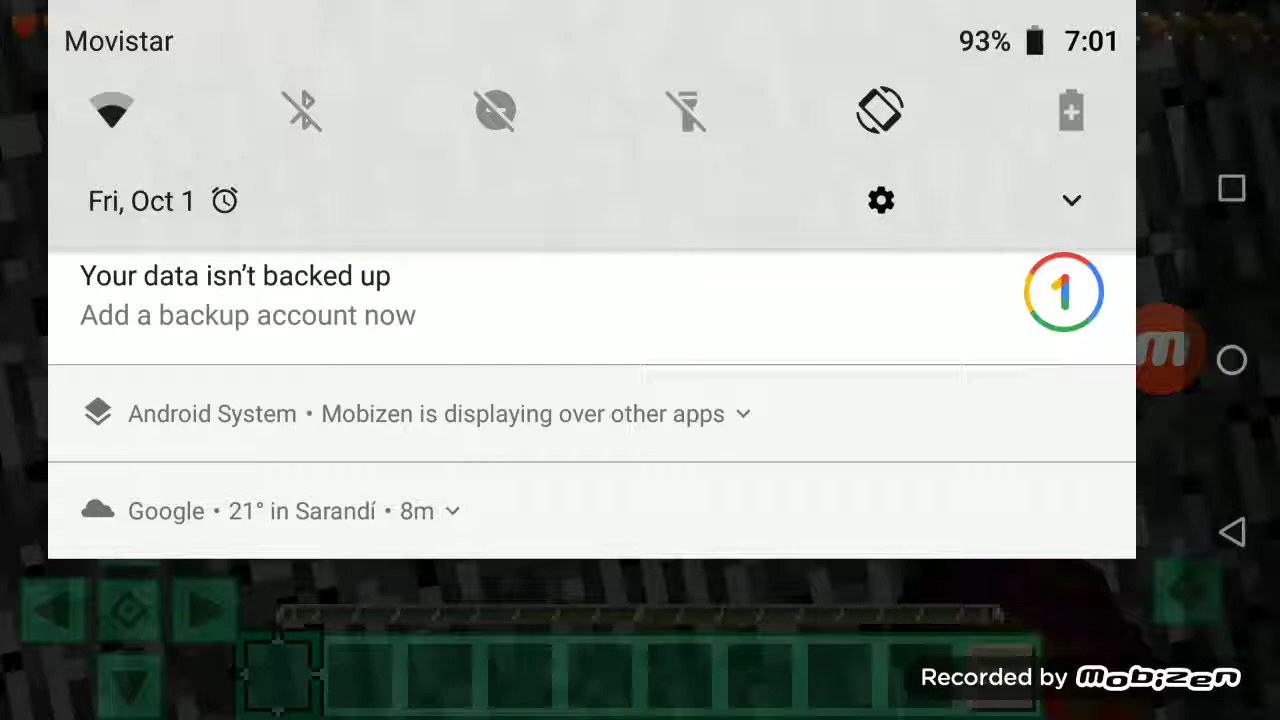 Movistar 93% 7:01
Fri, Oct 1
Your data isn't backed up
Add a backup account now
Android System • Mobizen is displaying over other apps
Google • 21° in Sarandí • 8m
Recorded by Mobizen